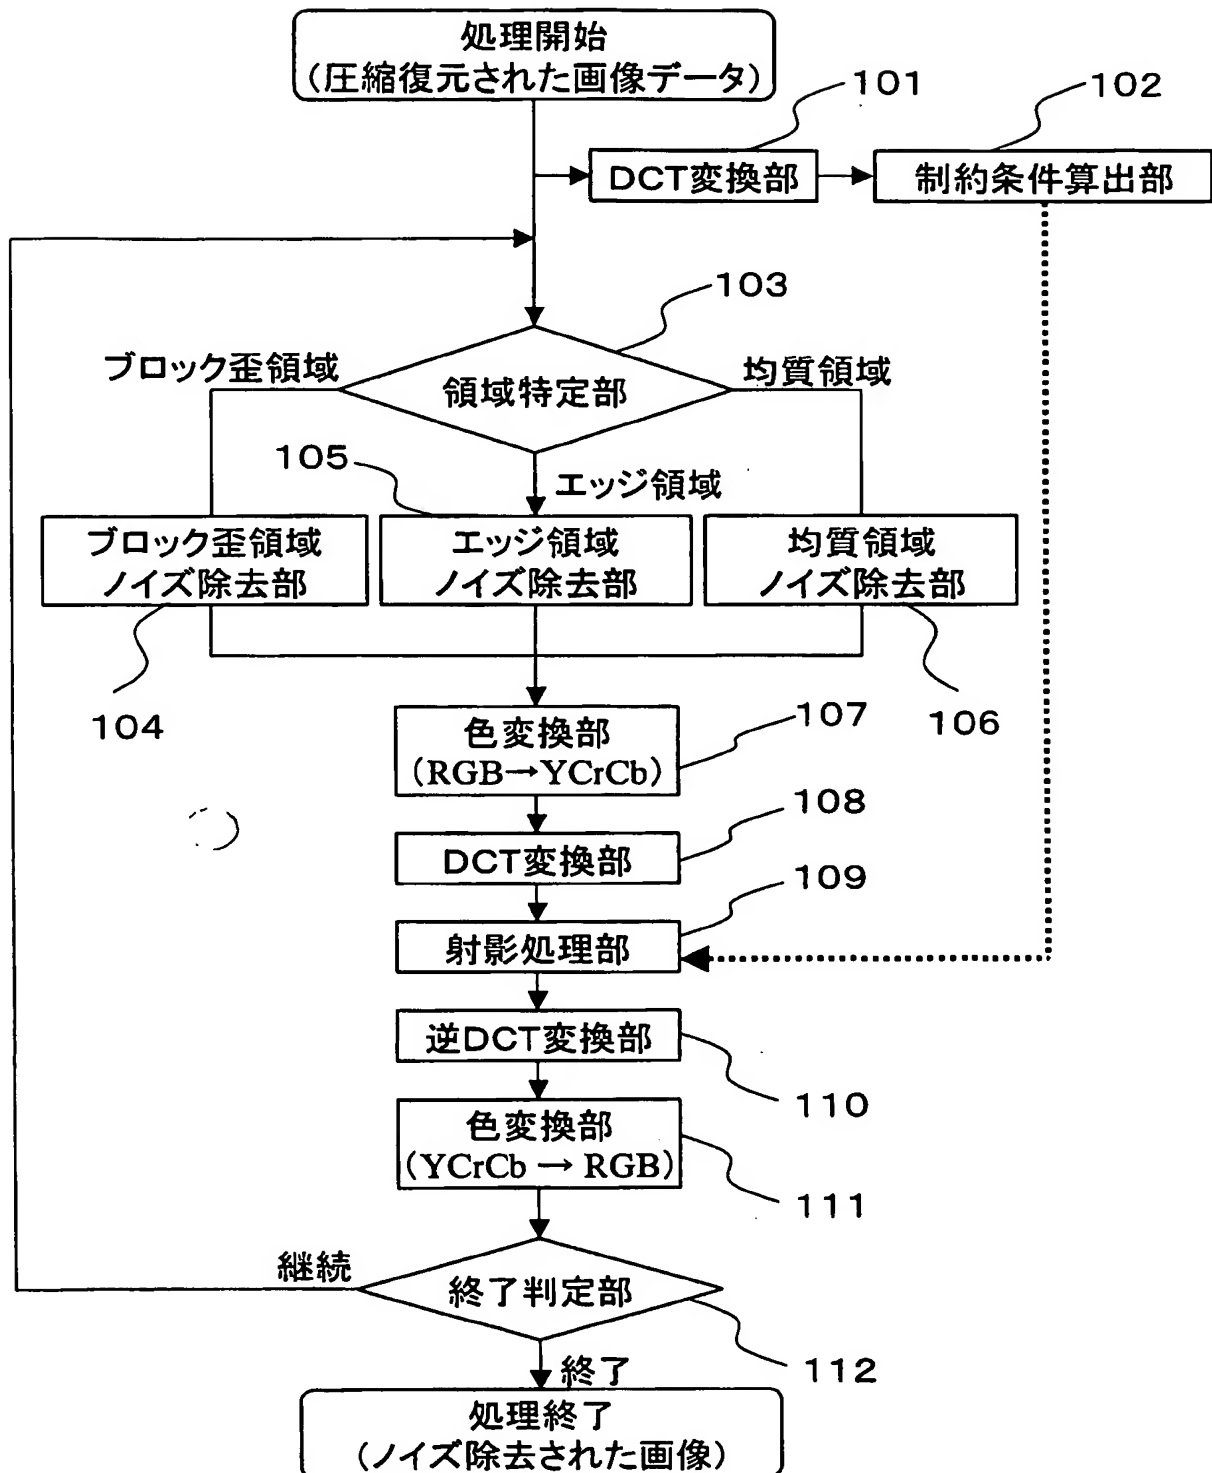 処理開始
(圧縮復元された画像データ)
101
102
DCT変換部
制約条件算出部
103
ブロック歪領域
均質領域
領域特定部
105
エッジ領域
ブロック歪領域
ノイズ除去部
エッジ領域
ノイズ除去部
均質領域
ノイズ除去部
104
106
色変換部
(RGB→YCrCb)
107
108
DCT変換部
109
射影処理部
逆DCT変換部
110
色変換部
(YCrCb → RGB)
111
継続
終了判定部
112
終了
処理終了
(ノイズ除去された画像)